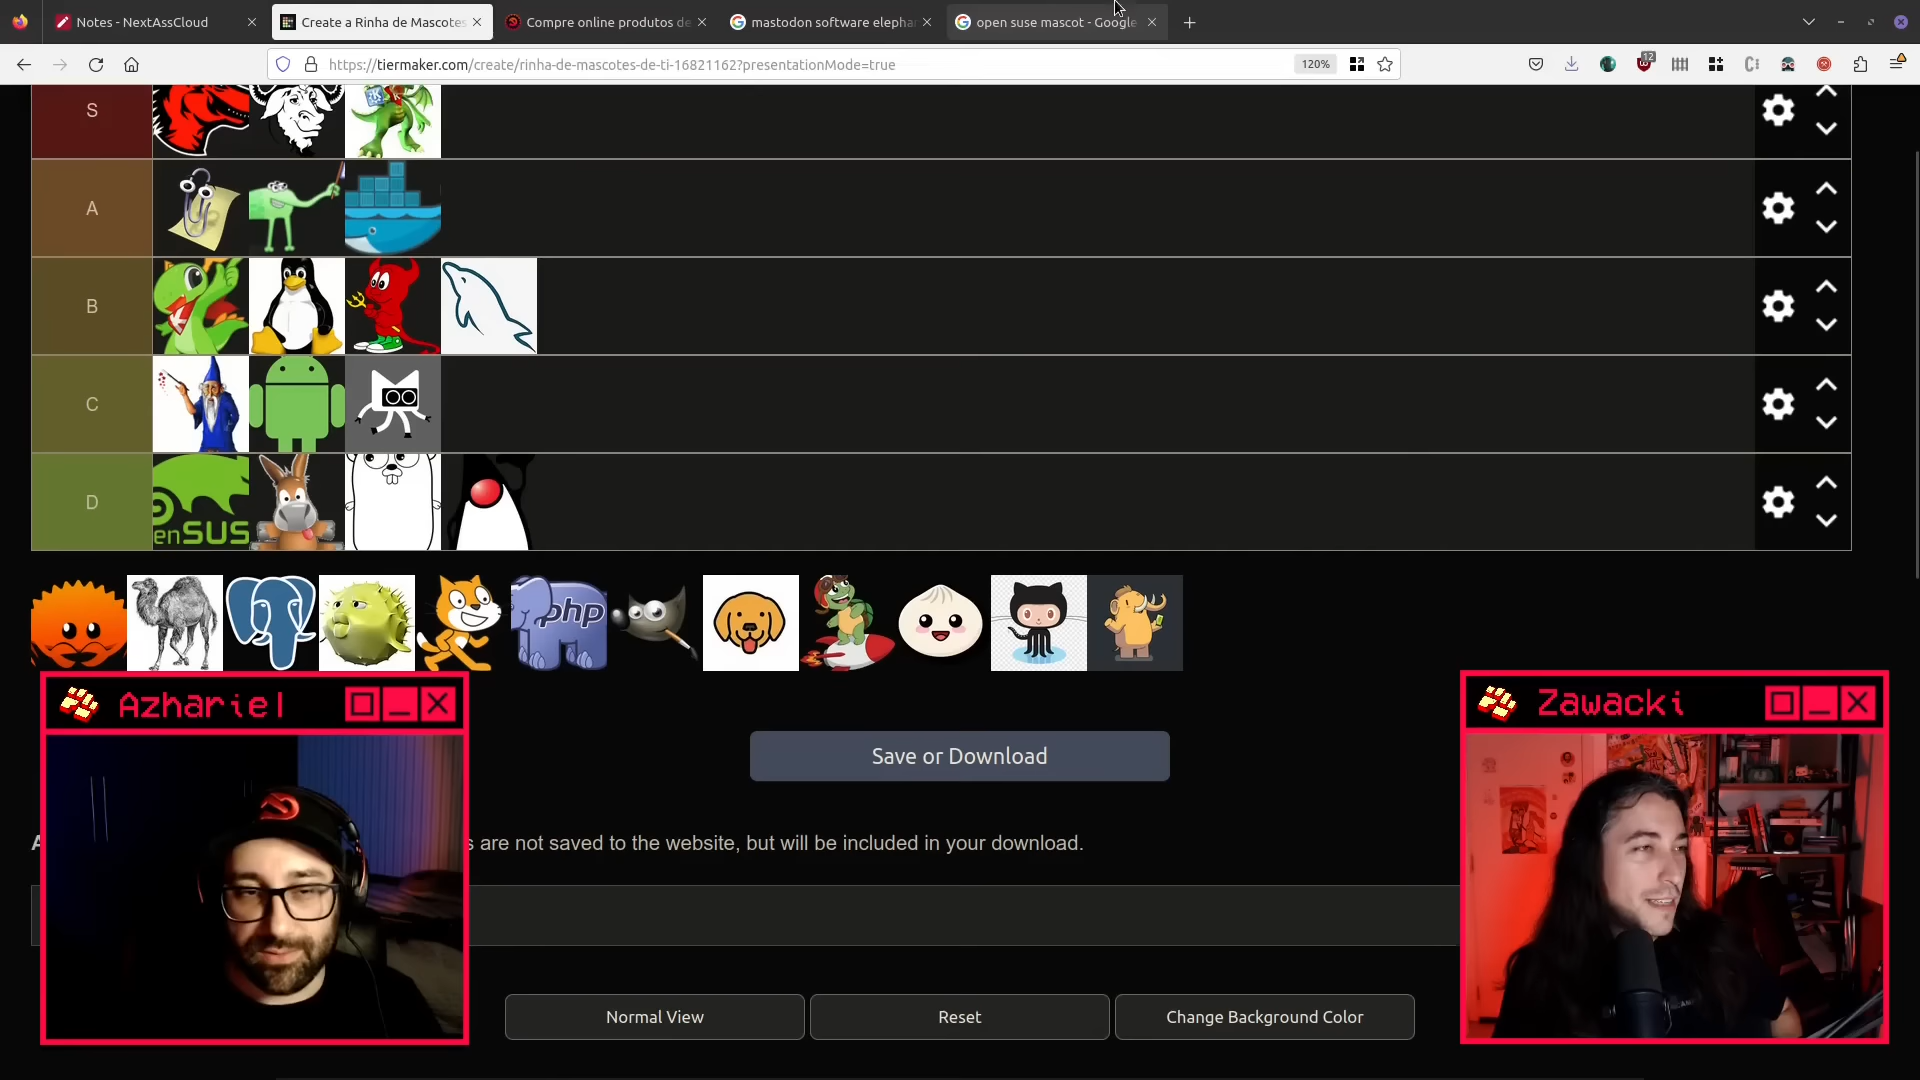 Notes - NextAssCloud
Create a Rinha de Mascotes
Compre online produtos de
mastodon software elephan
open suse mascot - Google
https://tiermaker.com/create/rinha-de-mascotes-de-ti-16821162?presentationMode=true
120%
12
S
A
B
C
D
enSUS
php
Azhariel
Zawacki
Save or Download
s are not saved to the website, but will be included in your download.
Normal View
Reset
Change Background Color